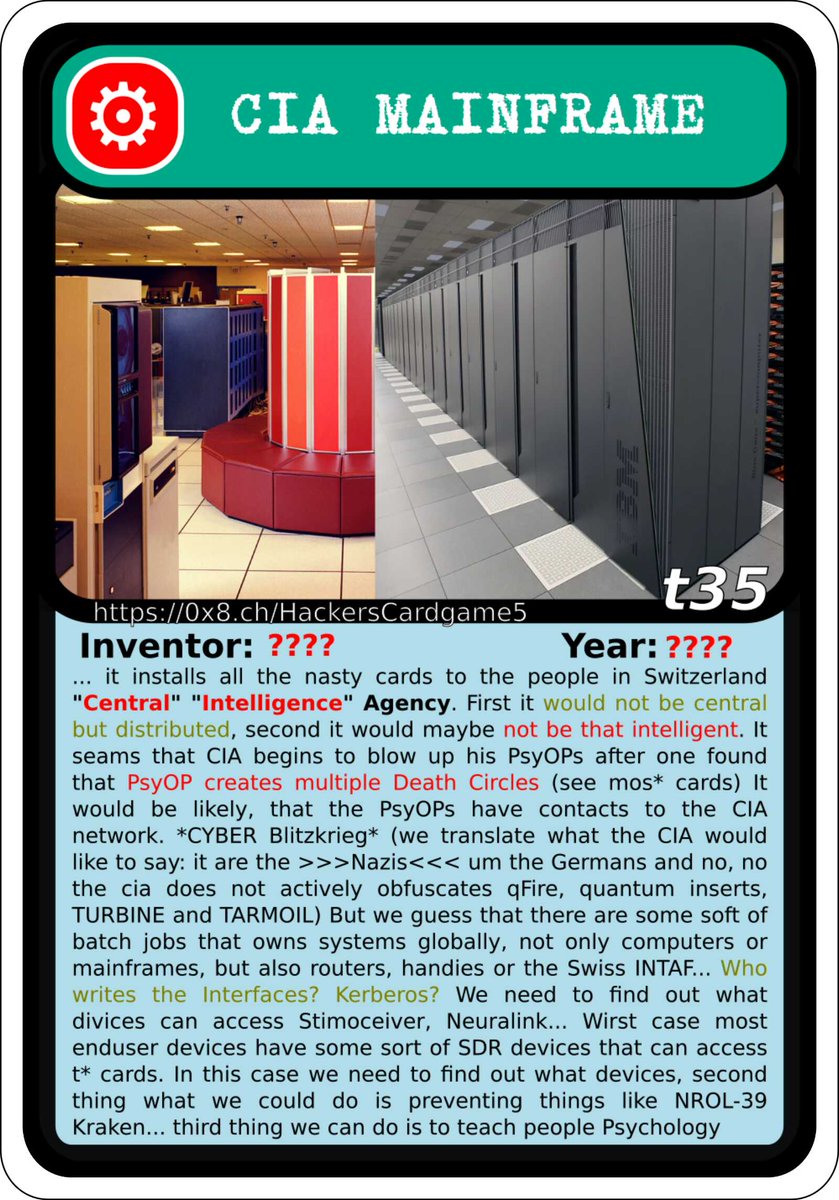 CIA MAINFRAME
IBM
t35
https://0x8.ch/HackersCardgame5
Inventor: ???? Year: ????
... it installs all the nasty cards to the people in Switzerland
"Central" "Intelligence" Agency. First it would not be central
but distributed, second it would maybe not be that intelligent. It
seams that CIA begins to blow up his PsyOPs after one found
that PsyOP creates multiple Death Circles (see mos* cards) It
would be likely, that the PsyOPs have contacts to the CIA
network. *CYBER Blitzkrieg* (we translate what the CIA would
like to say: it are the >>>Nazis<<< um the Germans and no, no
the cia does not actively obfuscates qFire, quantum inserts,
TURBINE and TARMOIL) But we guess that there are some soft of
batch jobs that owns systems globally, not only computers or
mainframes, but also routers, handies or the Swiss INTAF... Who
writes the Interfaces? Kerberos? We need to find out what
divices can access Stimoceiver, Neuralink... Wirst case most
enduser devices have some sort of SDR devices that can access
t* cards. In this case we need to find out what devices, second
thing what we could do is preventing things like NROL-39
Kraken... third thing we can do is to teach people Psychology